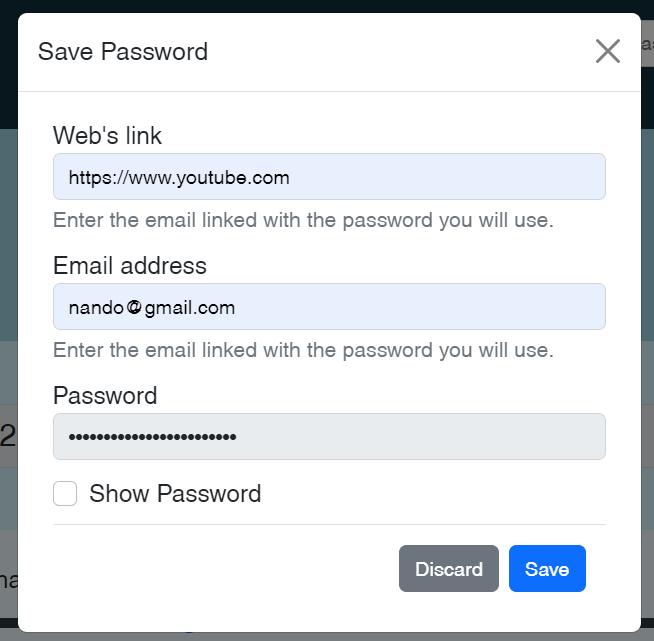 Save Password
Web's link
https://www.youtube.com
Enter the email linked with the password you will use.
Email address
nando@gmail.com
Enter the email linked with the password you will use.
Password
••••••••••••••••••••••••
Show Password
Discard
Save